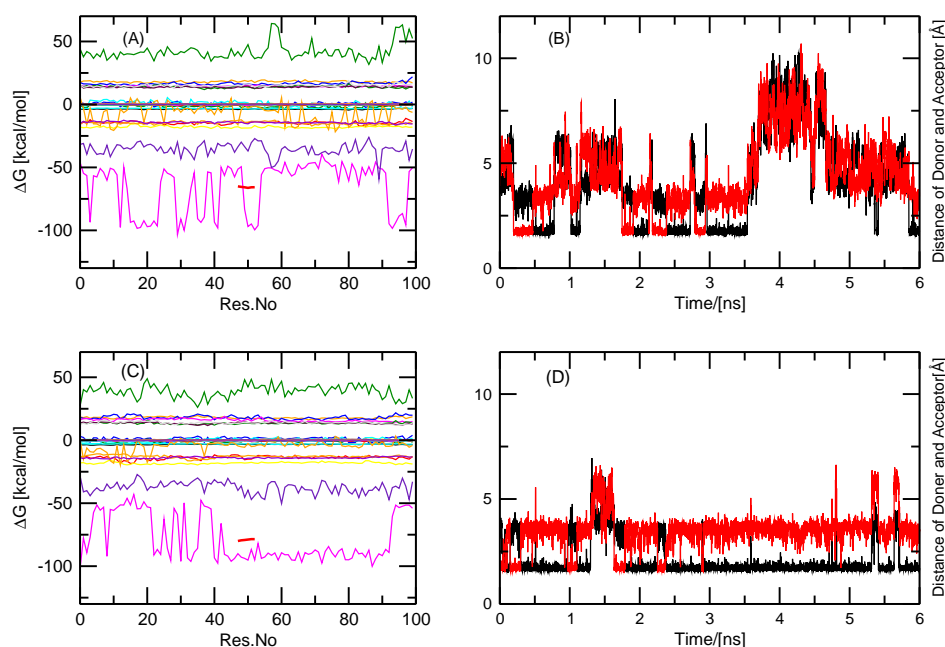 (A)
50
0
-50
-100
ΔG [kcal/mol]
0 20 40 60 80 100
Res.No
(B)
10
5
0
0 1 2 3 4 5 6
Time/[ns]
Distance of Donor and Acceptor [Å]
(C)
50
0
-50
-100
ΔG [kcal/mol]
0 20 40 60 80 100
Res.No
(D)
10
5
0
0 1 2 3 4 5 6
Time/[ns]
Distance of Doner and Acceptor[Å]